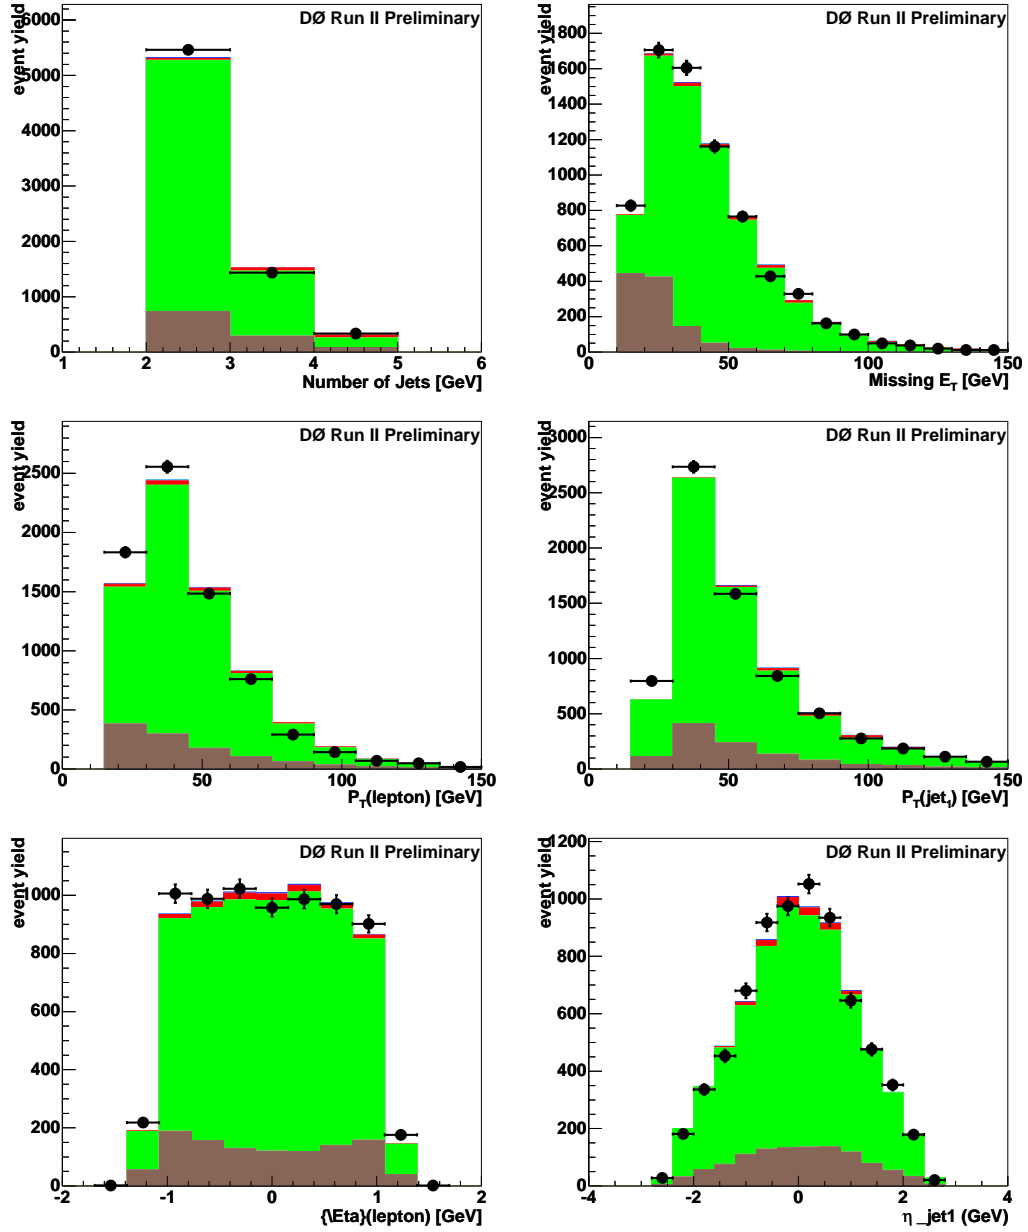 DØ Run II Preliminary
event yield
6000
5000
4000
3000
2000
1000
0
1 2 3 4 5 6
Number of Jets [GeV]
DØ Run II Preliminary
event yield
1800
1600
1400
1200
1000
800
600
400
200
0
0 50 100 150
Missing E_T [GeV]
DØ Run II Preliminary
event yield
2500
2000
1500
1000
500
0
0 50 100 150
P_T(lepton) [GeV]
DØ Run II Preliminary
event yield
3000
2500
2000
1500
1000
500
0
0 50 100 150
P_T(jet_1) [GeV]
DØ Run II Preliminary
event yield
1000
800
600
400
200
0
-2 -1 0 1 2
{\Eta}(lepton) [GeV]
DØ Run II Preliminary
event yield
1200
1000
800
600
400
200
0
-4 -2 0 2 4
η_jet1 (GeV)